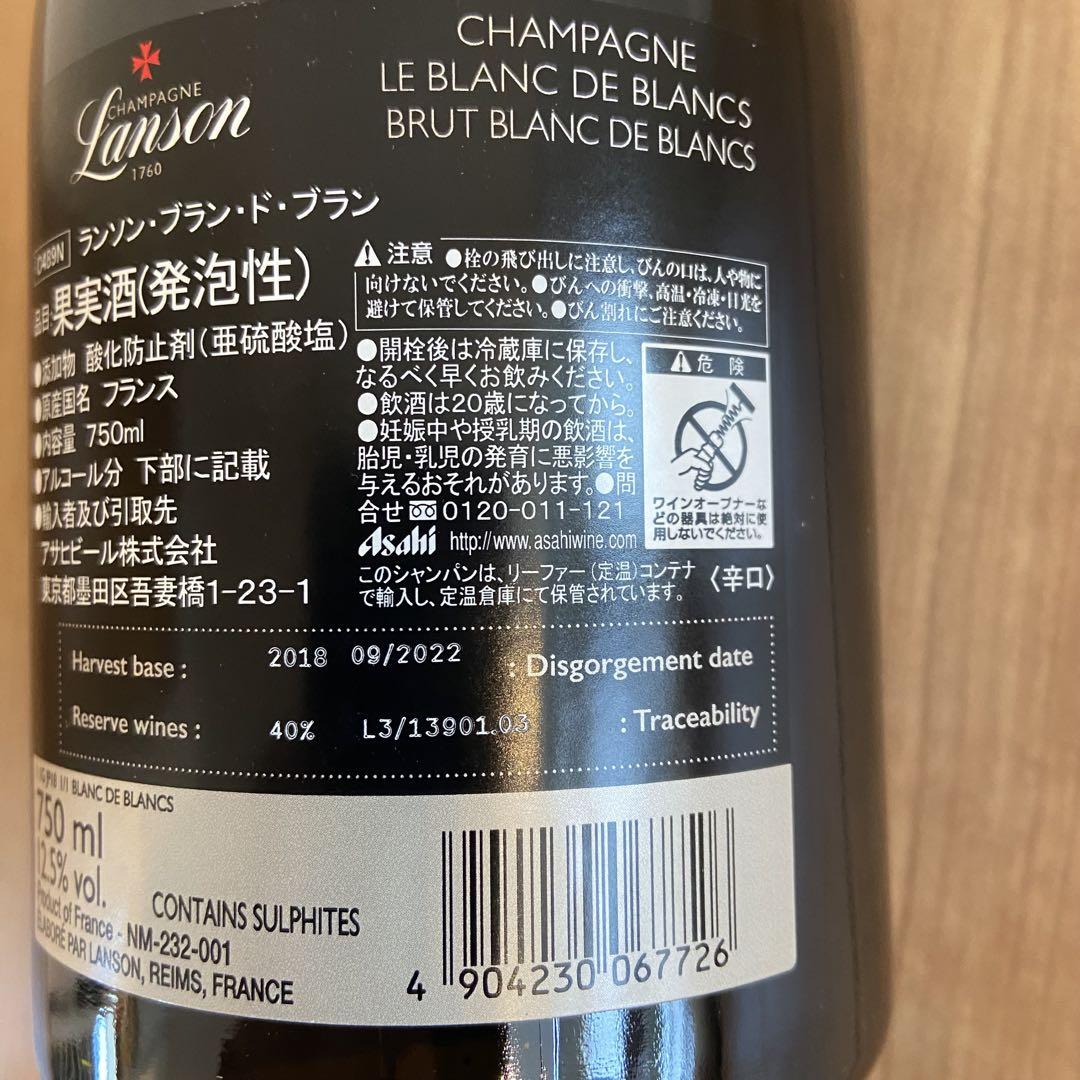 CHAMPAGNE
Lanson
1760
CHAMPAGNE
LE BLANC DE BLANCS
BRUT BLANC DE BLANCS
ランソン・ブラン・ド・ブラン
品目 果実酒(発泡性)
●添加物 酸化防止剤(亜硫酸塩)
●原産国名 フランス
●内容量 750ml
●アルコール分 下部に記載
●輸入者及び引取先
アサヒビール株式会社
東京都墨田区吾妻橋1-23-1
注意 ●栓の飛び出しに注意し、びんの口は、人や物に
向けないでください。●びんへの衝撃、高温・冷凍・日光を
避けて保管してください。●びん割れにご注意ください。
●開栓後は冷蔵庫に保存し、
なるべく早くお飲みください。
●飲酒は20歳になってから。
●妊娠中や授乳期の飲酒は、
胎児・乳児の発育に悪影響を
与えるおそれがあります。●問
合せ 0120-011-121
Asahi http://www.asahiwine.com
危険
ワインオープナーな
どの器具は絶対に使
用しないでください。
このシャンパンは、リーファー(定温)コンテナ
で輸入し、定温倉庫にて保管されています。
〈辛口〉
Harvest base : 2018 09/2022 : Disgorgement date
Reserve wines : 40% L3/13901.03 : Traceability
1/1 BLANC DE BLANCS
750 ml
12.5% vol.
Product of France - NM-232-001
ELABORÉ PAR LANSON, REIMS, FRANCE
CONTAINS SULPHITES
4 904230 067726